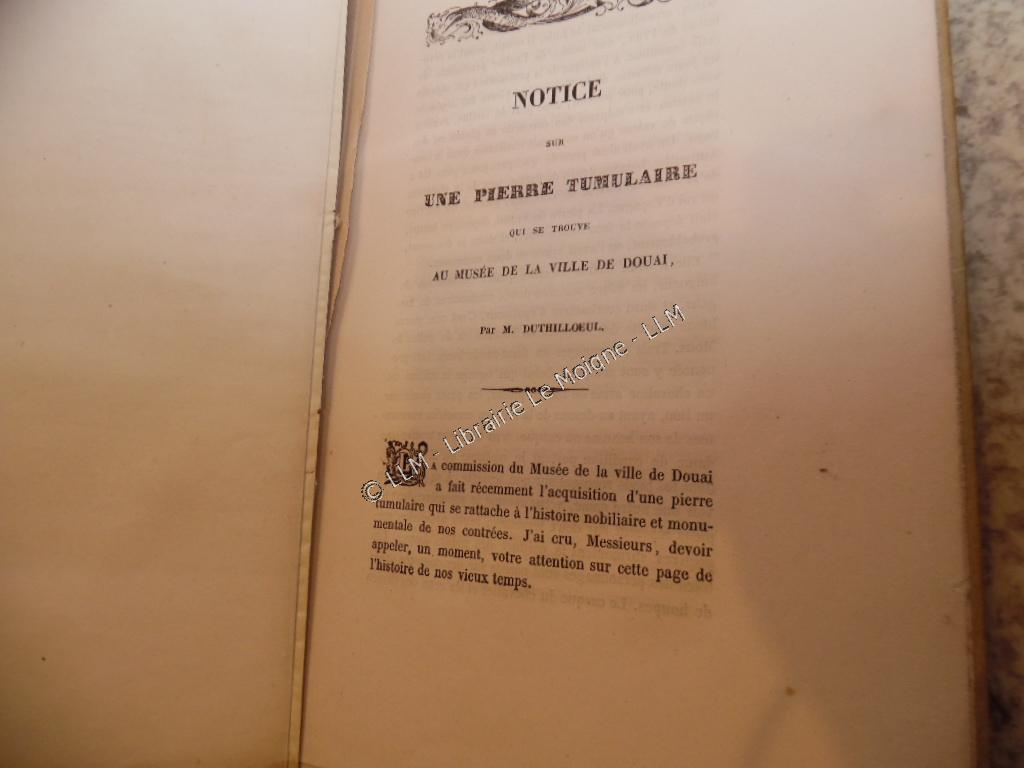 NOTICE
SUR
UNE PIERRE TUMULAIRE
QUI SE TROUVE
AU MUSÉE DE LA VILLE DE DOUAI,
Par M. DUTHILLOEUL.
© LLM - Librairie Le Moigne - LLM
LA commission du Musée de la ville de Douai
a fait récemment l'acquisition d'une pierre
tumulaire qui se rattache à l'histoire nobiliaire et monu-
mentale de nos contrées. J'ai cru, Messieurs, devoir
appeler, un moment, votre attention sur cette page de
l'histoire de nos vieux temps.